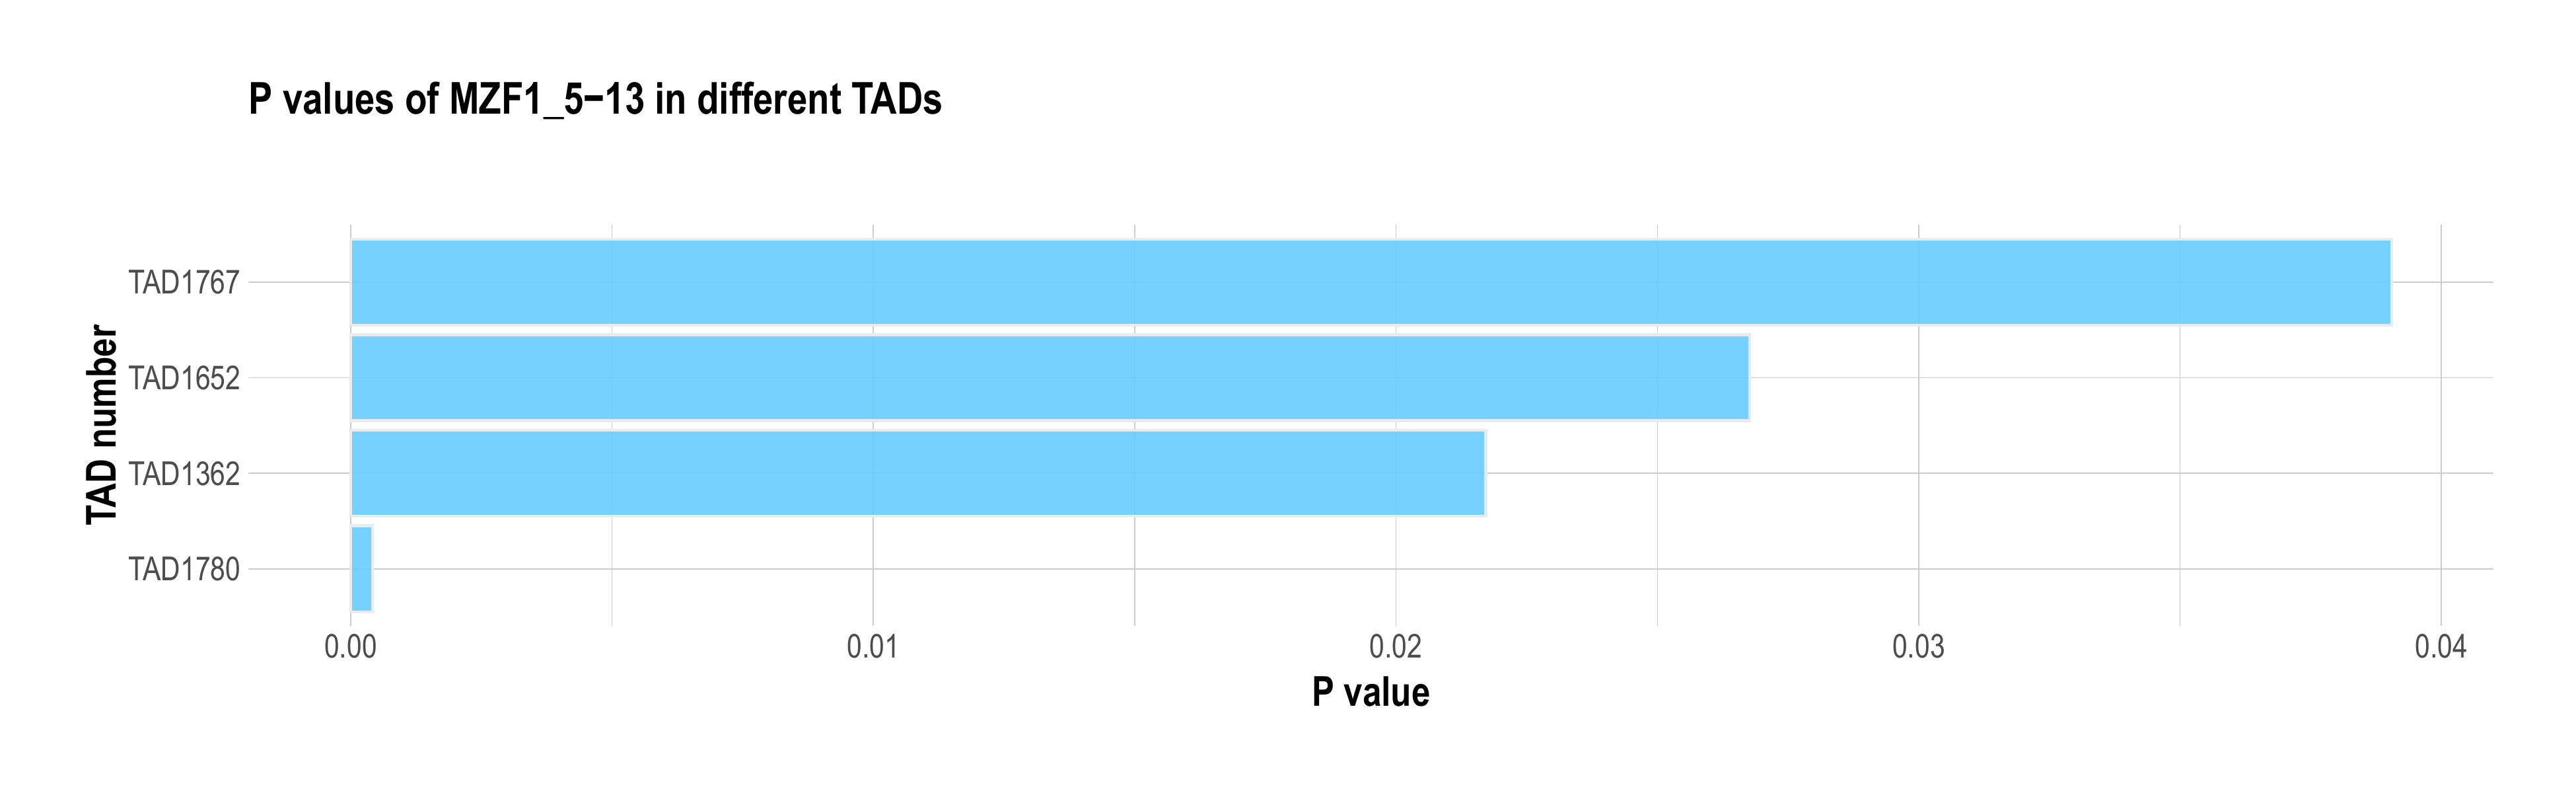 P values of MZF1_5−13 in different TADs
TAD number
TAD1767
TAD1652
TAD1362
TAD1780
0.00 0.01 0.02 0.03 0.04
P value